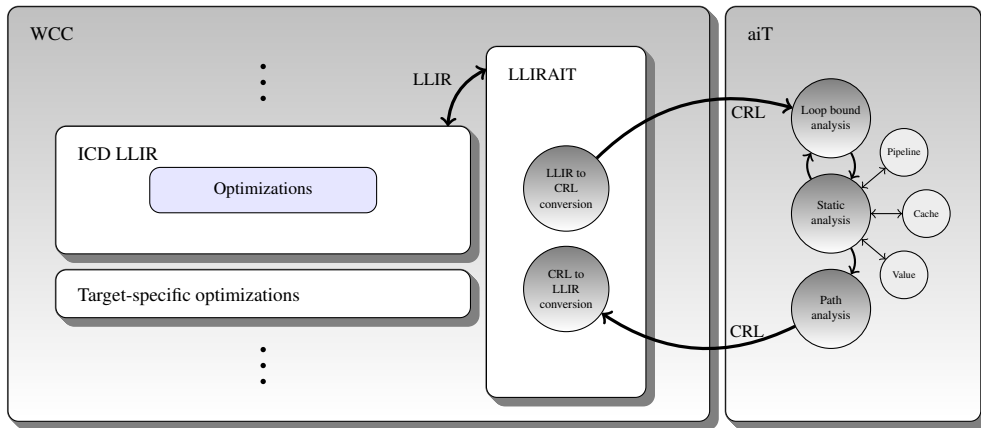 WCC
LLIR
ICD LLIR
Optimizations
Target-specific optimizations
LLIRAIT
LLIR to
CRL
conversion
CRL to
LLIR
conversion
CRL
CRL
aiT
Loop bound
analysis
Pipeline
Static
analysis
Cache
Value
Path
analysis